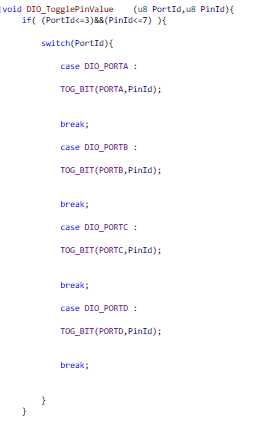 void DIO_TogglePinValue    (u8 PortId,u8 PinId){
if( (PortId<=3)&&(PinId<=7) ){
switch(PortId){
case DIO_PORTA :
TOG_BIT(PORTA,PinId);
break;
case DIO_PORTB :
TOG_BIT(PORTB,PinId);
break;
case DIO_PORTC :
TOG_BIT(PORTC,PinId);
break;
case DIO_PORTD :
TOG_BIT(PORTD,PinId);
break;
}
}